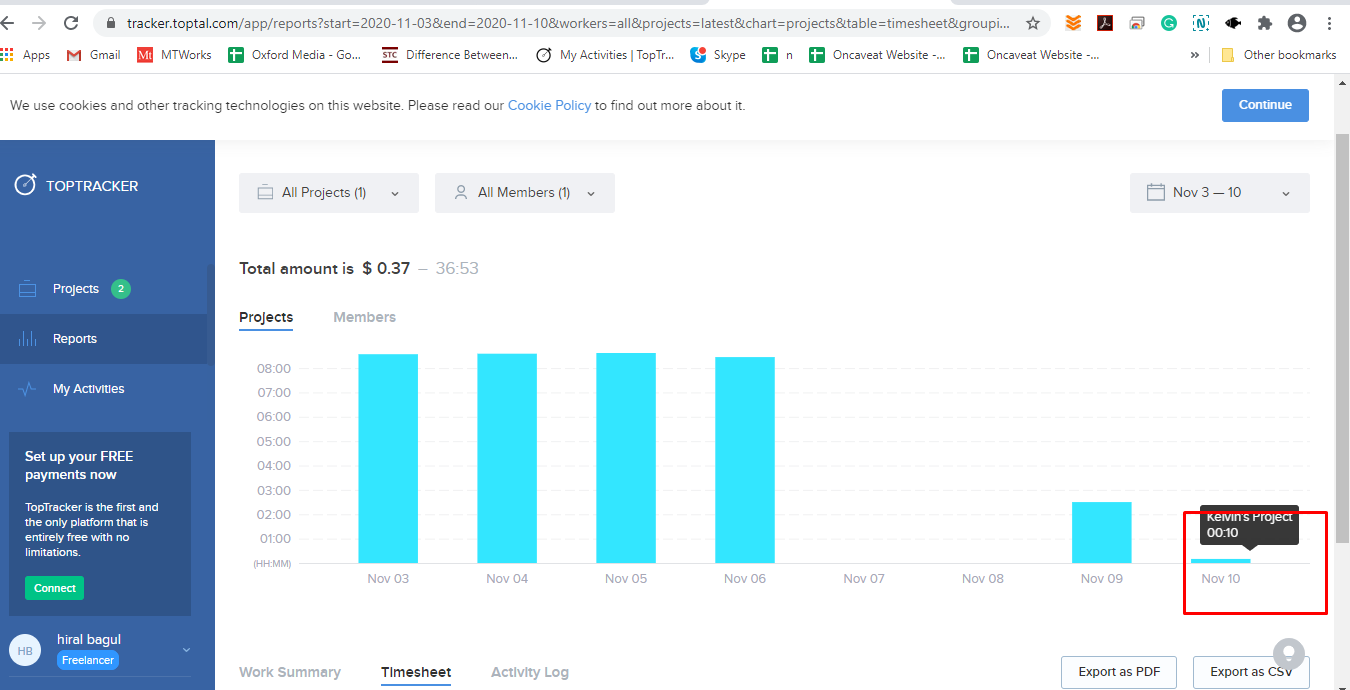 tracker.toptal.com/app/reports?start=2020-11-03&end=2020-11-10&workers=all&projects=latest&chart=projects&table=timesheet&groupi...
Apps
Gmail
Mt MTWorks
Oxford Media - Go...
STC Difference Between...
My Activities | TopTr...
S Skype
n
Oncaveat Website -...
Oncaveat Website -...
»
Other bookmarks
We use cookies and other tracking technologies on this website. Please read our Cookie Policy to find out more about it.
Continue
TOPTRACKER
Projects 2
Reports
My Activities
Set up your FREE
payments now
TopTracker is the first and
the only platform that is
entirely free with no
limitations.
Connect
HB
hiral bagul
Freelancer
All Projects (1)
All Members (1)
Nov 3 — 10
Total amount is $ 0.37 – 36:53
Projects
Members
08:00
07:00
06:00
05:00
04:00
03:00
02:00
01:00
(HH:MM)
Kelvin's Project
00:10
Nov 03
Nov 04
Nov 05
Nov 06
Nov 07
Nov 08
Nov 09
Nov 10
Work Summary
Timesheet
Activity Log
Export as PDF
Export as CSV